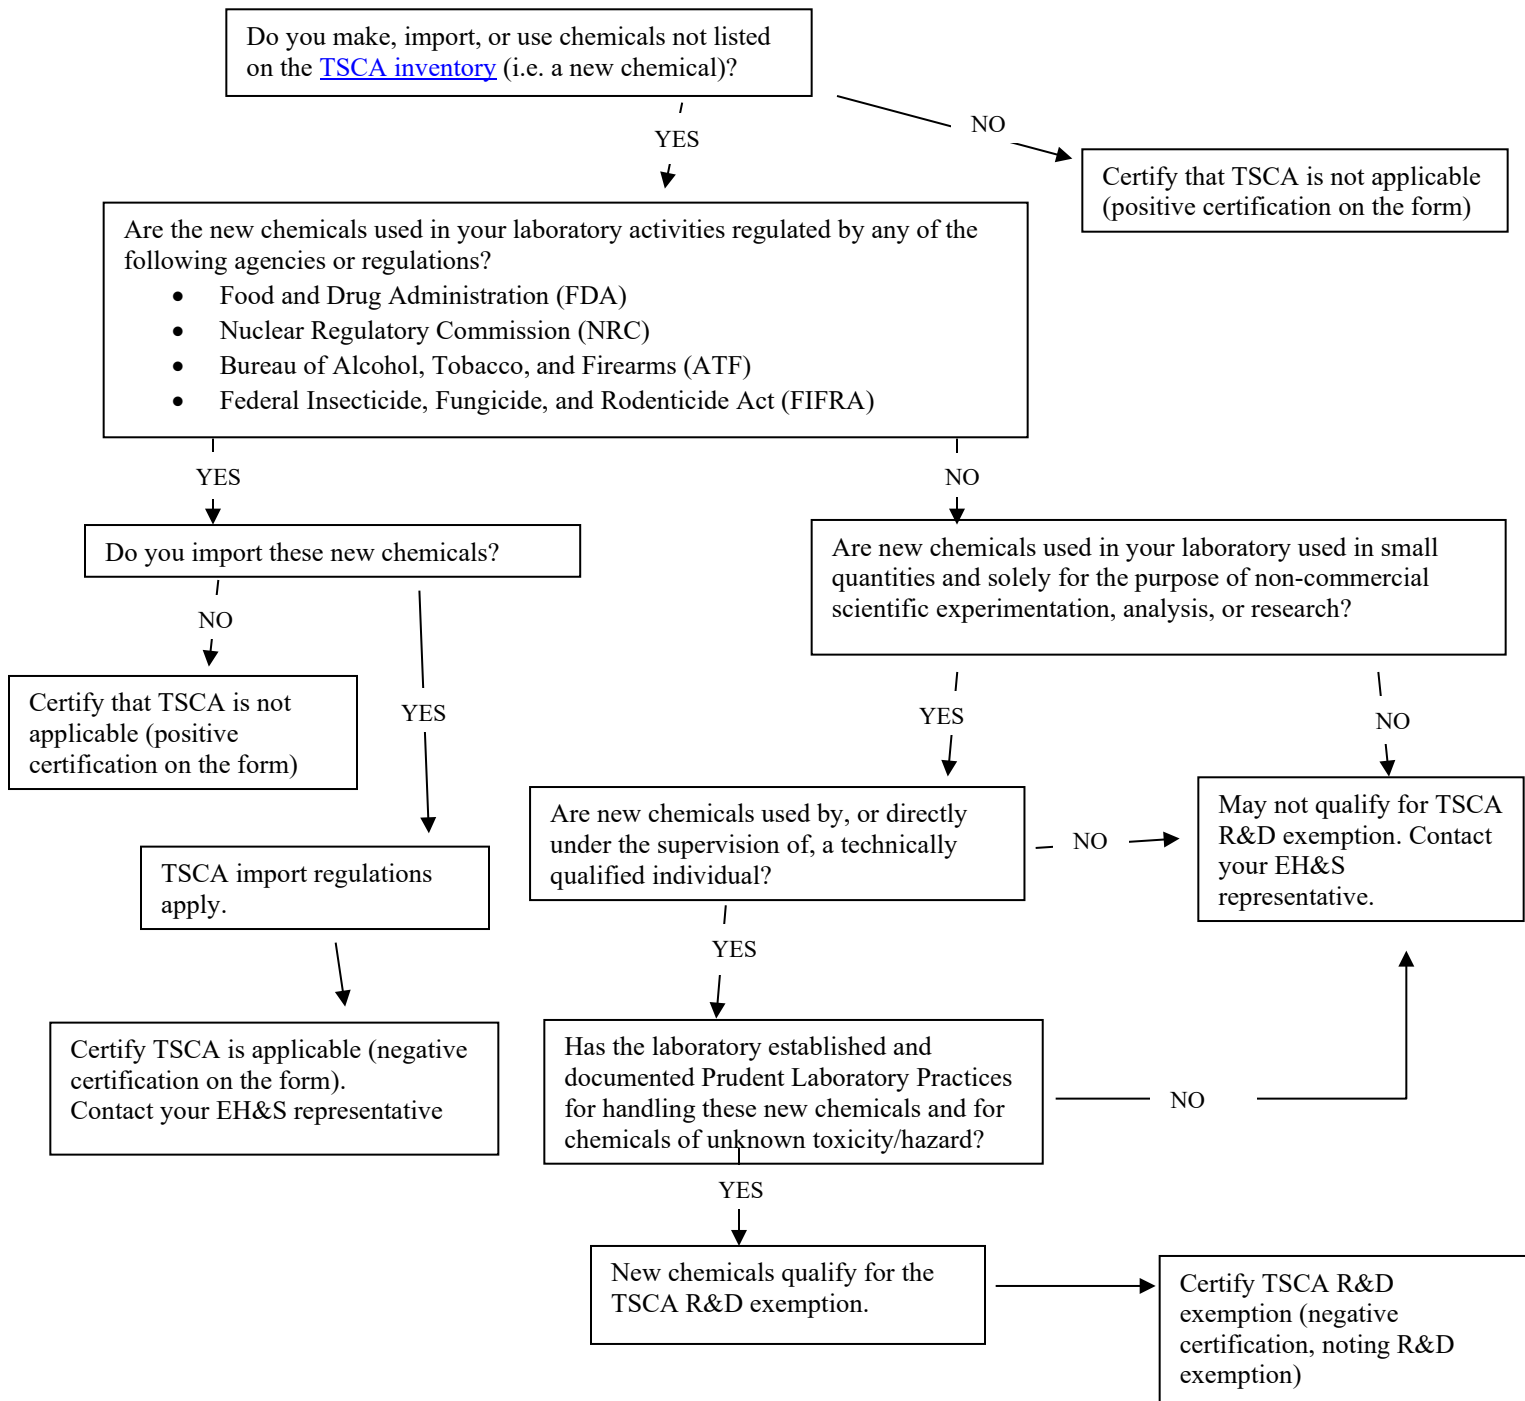 Do you make, import, or use chemicals not listed
on the TSCA inventory (i.e. a new chemical)?
NO
YES
Certify that TSCA is not applicable
(positive certification on the form)
Are the new chemicals used in your laboratory activities regulated by any of the
following agencies or regulations?
• Food and Drug Administration (FDA)
• Nuclear Regulatory Commission (NRC)
• Bureau of Alcohol, Tobacco, and Firearms (ATF)
• Federal Insecticide, Fungicide, and Rodenticide Act (FIFRA)
YES
NO
Do you import these new chemicals?
Are new chemicals used in your laboratory used in small
quantities and solely for the purpose of non-commercial
scientific experimentation, analysis, or research?
NO
YES
Certify that TSCA is not
applicable (positive
certification on the form)
YES
NO
Are new chemicals used by, or directly
under the supervision of, a technically
qualified individual?
NO
May not qualify for TSCA
R&D exemption. Contact
your EH&S
representative.
TSCA import regulations
apply.
YES
Certify TSCA is applicable (negative
certification on the form).
Contact your EH&S representative
Has the laboratory established and
documented Prudent Laboratory Practices
for handling these new chemicals and for
chemicals of unknown toxicity/hazard?
NO
YES
New chemicals qualify for the
TSCA R&D exemption.
Certify TSCA R&D
exemption (negative
certification, noting R&D
exemption)